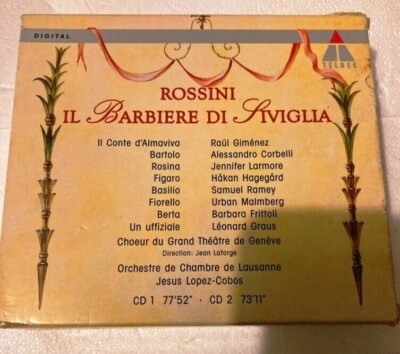 DIGITAL
TELDEC
ROSSINI
IL BARBIERE DI SIVIGLIA
Il Conte d'Almaviva Raúl Giménez
Bartolo Alessandro Corbelli
Rosina Jennifer Larmore
Figaro Håkan Hagegård
Basilio Samuel Ramey
Fiorello Urban Malmberg
Berta Barbara Frittoli
Un uffiziale Léonard Graus
Choeur du Grand Théâtre de Genève
Direction: Jean Laforge
Orchestre de Chambre de Lausanne
Jesus Lopez-Cobos
CD 1 77'52" · CD 2 73'11"